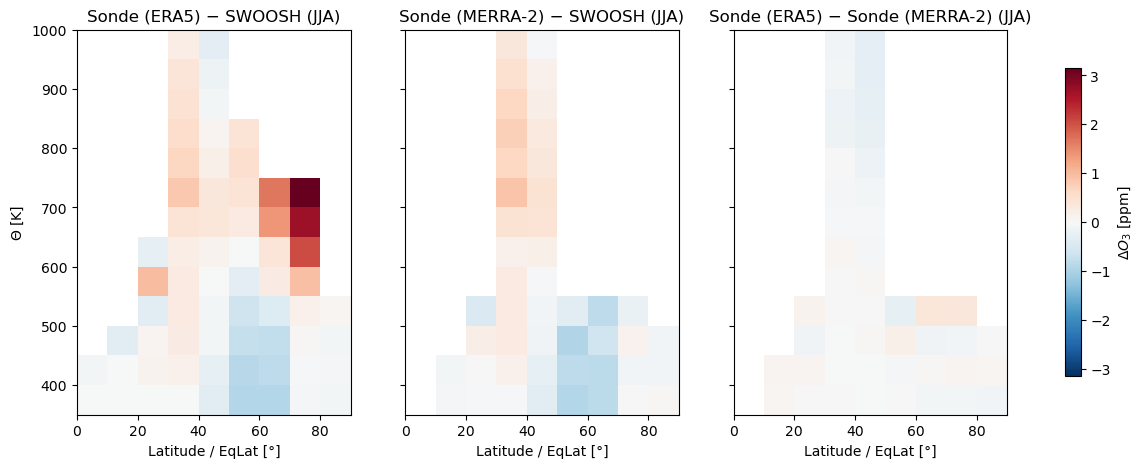 Sonde (ERA5) − SWOOSH (JJA)
Sonde (MERRA-2) − SWOOSH (JJA)
Sonde (ERA5) − Sonde (MERRA-2) (JJA)
1000
900
800
700
600
500
400
Θ [K]
0 20 40 60 80
Latitude / EqLat [°]
0 20 40 60 80
Latitude / EqLat [°]
0 20 40 60 80
Latitude / EqLat [°]
3
2
1
0
−1
−2
−3
ΔO₃ [ppm]